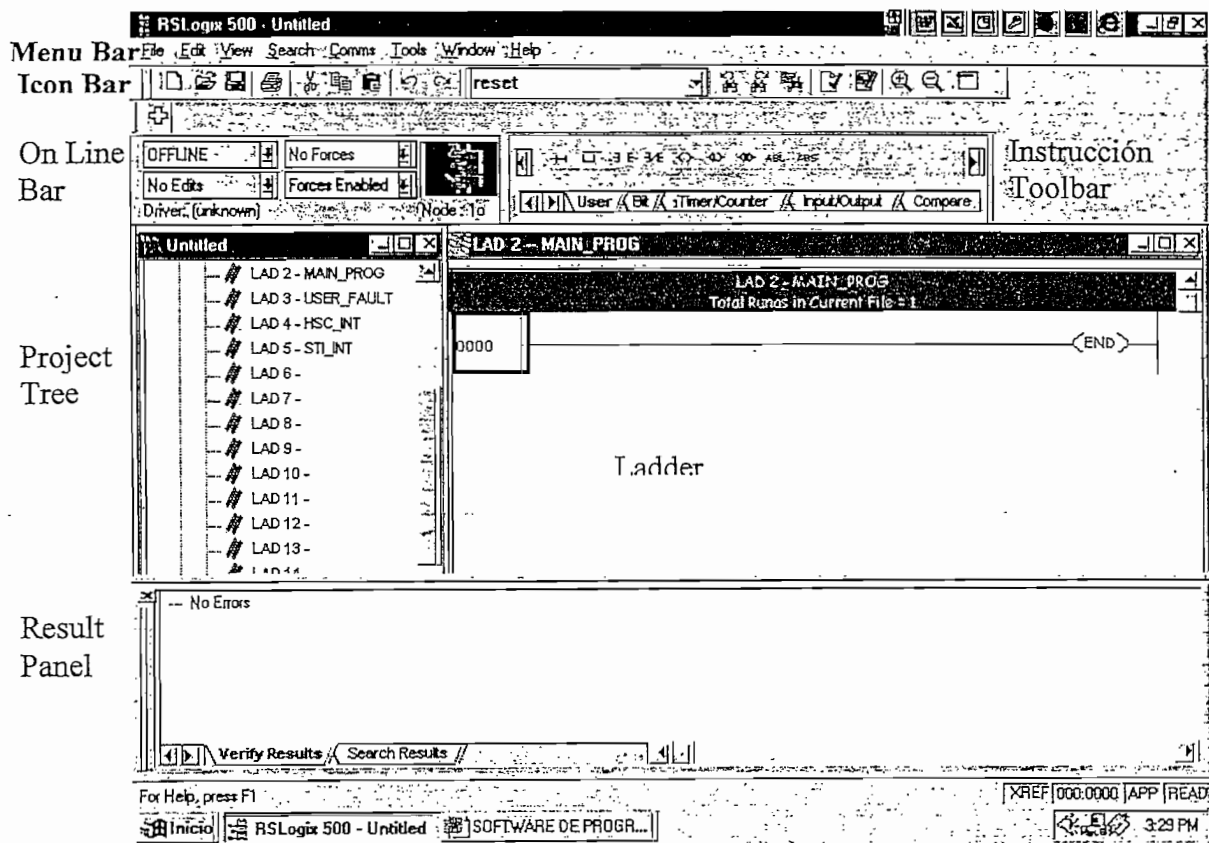 RSLogix 500 - Untitled
Menu Bar
File Edit View Search Comms Tools Window Help
Icon Bar
reset
On Line
Bar
OFFLINE
No Forces
No Edits
Forces Enabled
Driver: (unknown)
Node: 1o
User
Bit
Timer/Counter
Input/Output
Compare
Instrucción
Toolbar
Untitled
LAD 2 - MAIN_PROG
LAD 3 - USER_FAULT
LAD 4 - HSC_INT
LAD 5 - STI_INT
LAD 6 -
LAD 7 -
LAD 8 -
LAD 9 -
LAD 10 -
LAD 11 -
LAD 12 -
LAD 13 -
Project
Tree
LAD 2 -- MAIN_PROG
LAD 2 - MAIN_PROG
Total Rungs in Current File = 1
0000
END
Ladder
Result
Panel
-- No Errors
Verify Results
Search Results
For Help, press F1
XREF
000:0000
APP
READ
Inicio
RSLogix 500 - Untitled
SOFTWARE DE PROGR...
3:29 PM